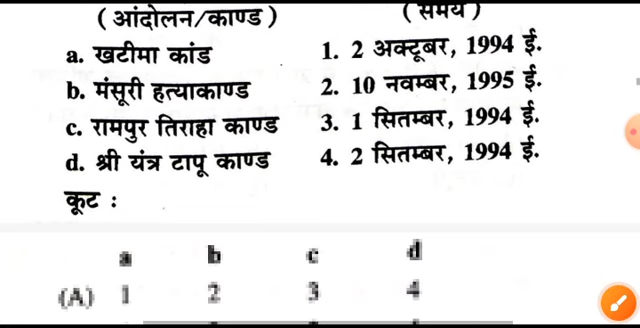 (आंदोलन/काण्ड) (समय)
a. खटीमा कांड 1. 2 अक्टूबर, 1994 ई.
b. मंसूरी हत्याकाण्ड 2. 10 नवम्बर, 1995 ई.
c. रामपुर तिराहा काण्ड 3. 1 सितम्बर, 1994 ई.
d. श्री यंत्र टापू काण्ड 4. 2 सितम्बर, 1994 ई.
कूट :
a b c d
(A) 1 2 3 4